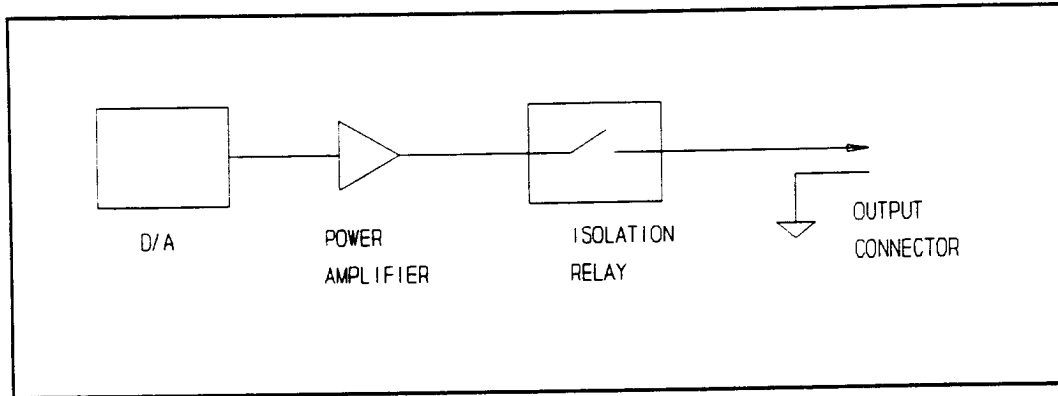 D/A
POWER
AMPLIFIER
ISOLATION
RELAY
OUTPUT
CONNECTOR